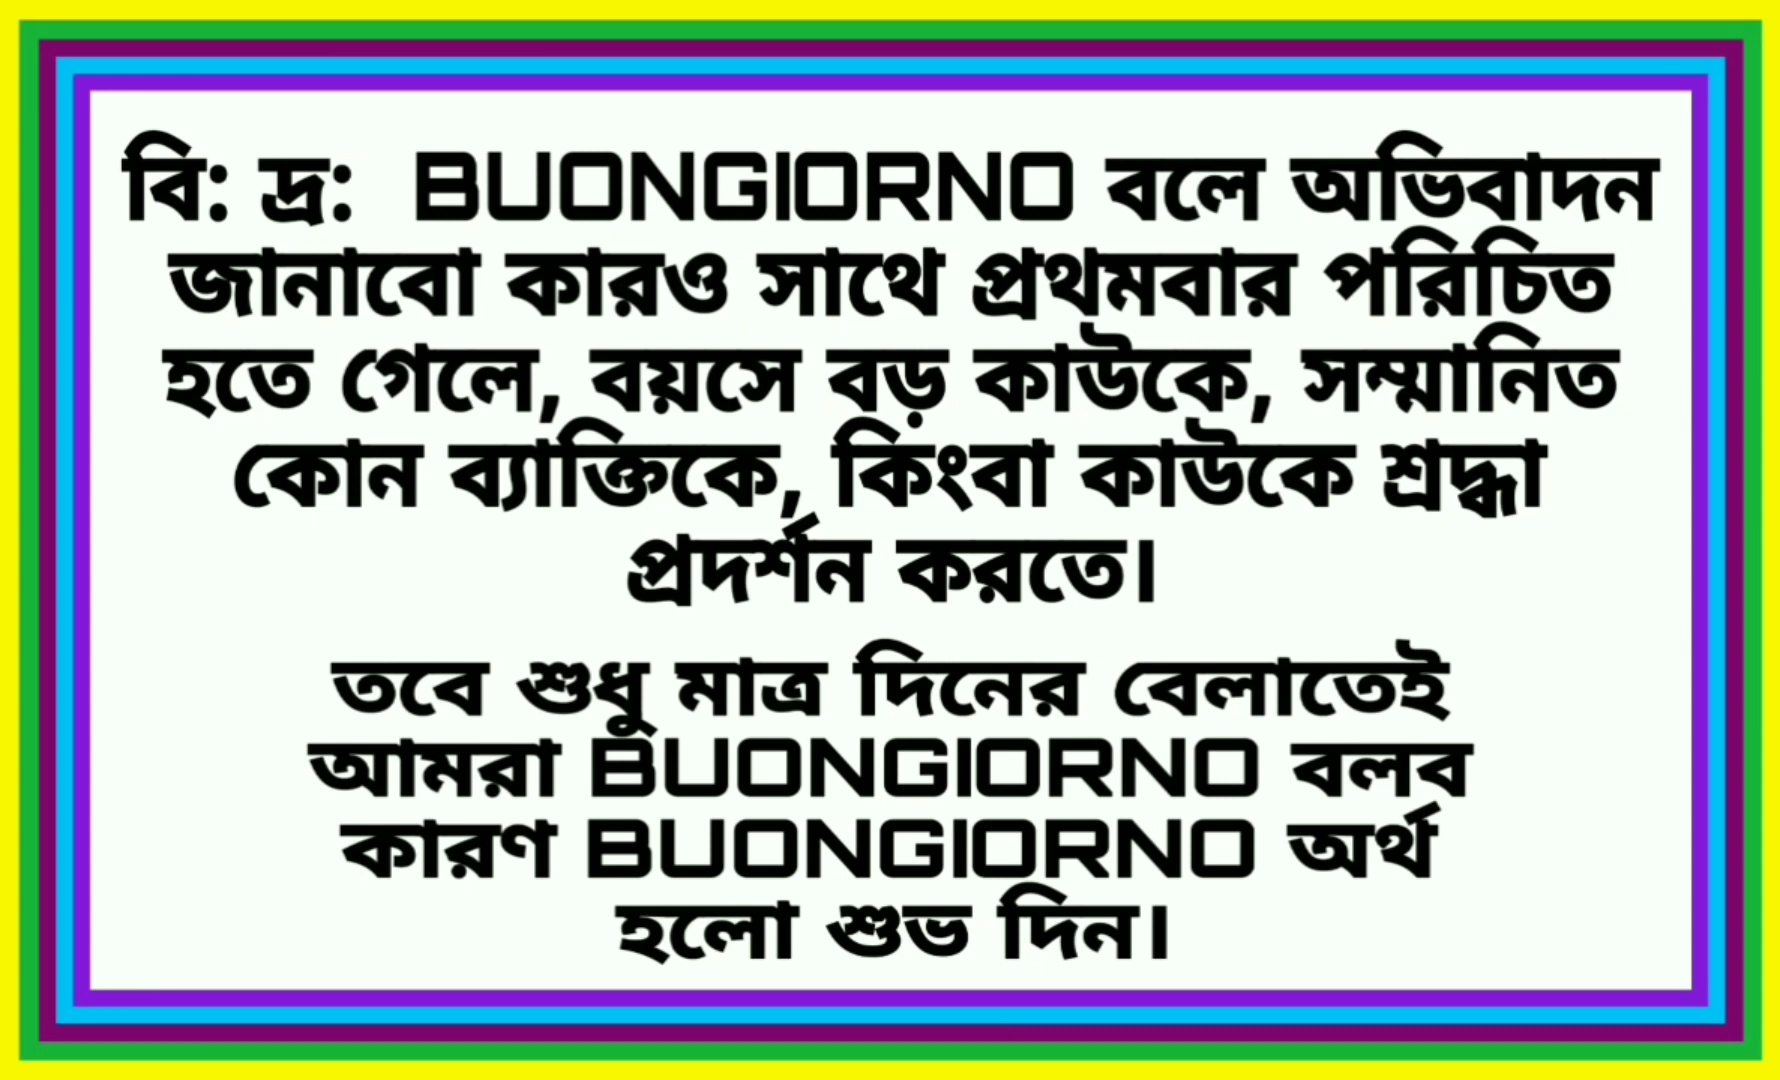 বি: দ্র: BUONGIORNO বলে অভিবাদন
জানাবো কারও সাথে প্রথমবার পরিচিত
হতে গেলে, বয়সে বড় কাউকে, সম্মানিত
কোন ব্যাক্তিকে, কিংবা কাউকে শ্রদ্ধা
প্রদর্শন করতে।
তবে শুধু মাত্র দিনের বেলাতেই
আমরা BUONGIORNO বলব
কারণ BUONGIORNO অর্থ
হলো শুভ দিন।